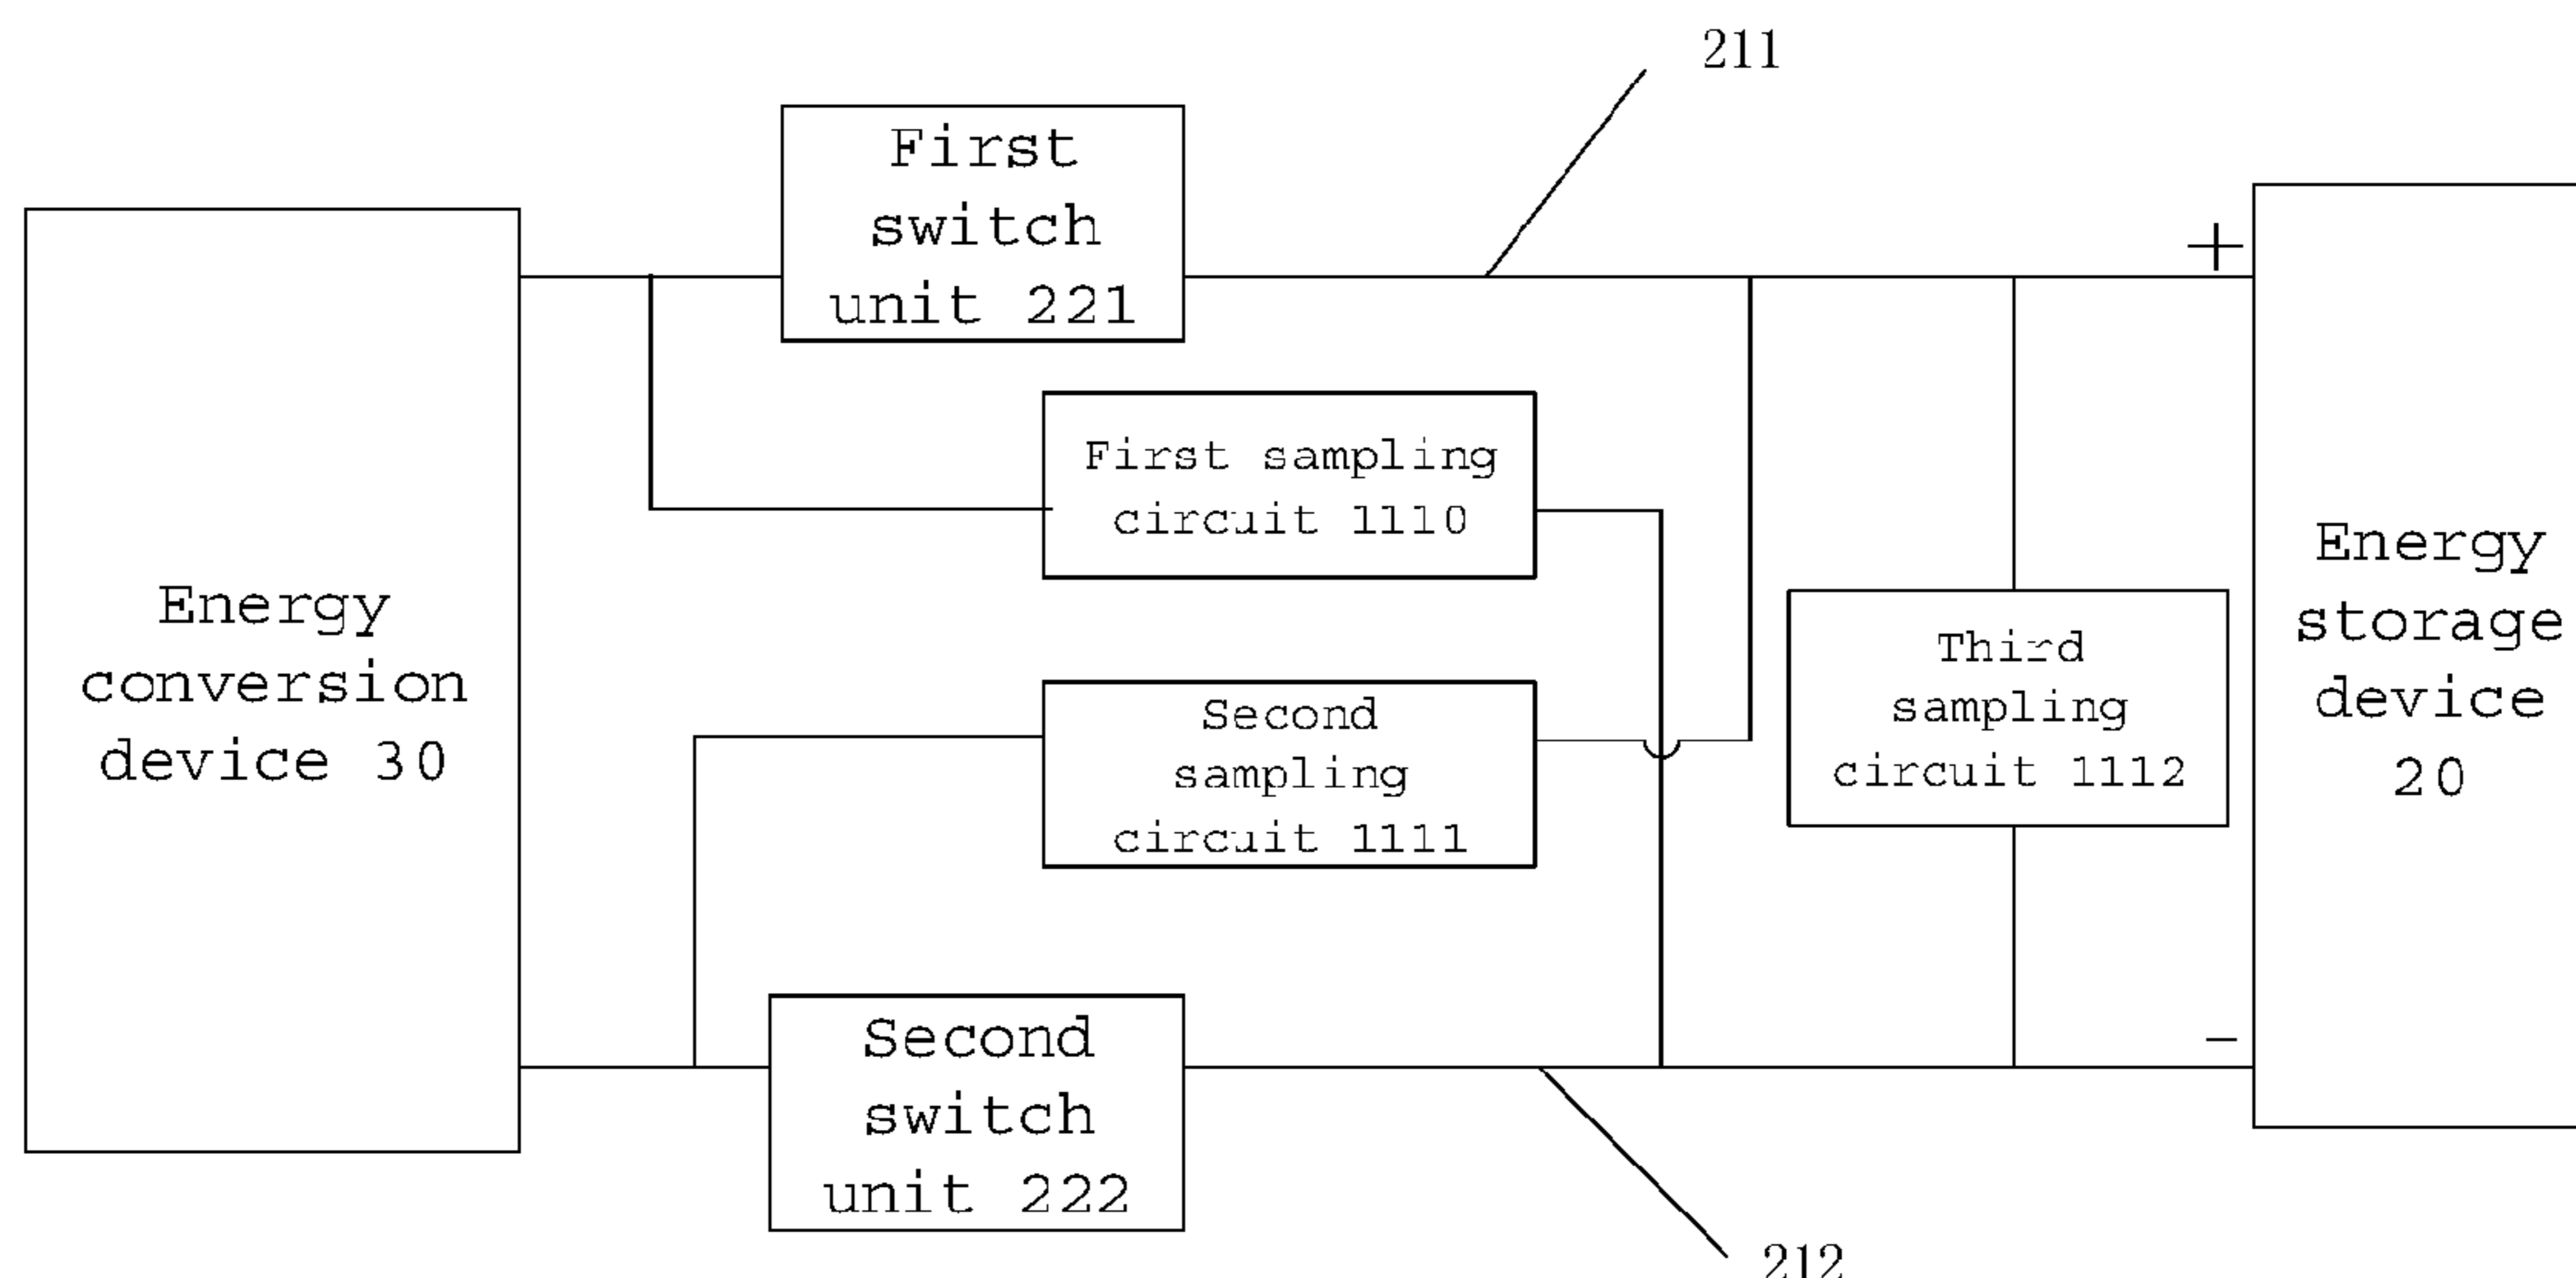 211
First
switch
unit 221
+
First sampling
circuit 1110
Energy
conversion
device 30
Second
sampling
circuit 1111
Third
sampling
circuit 1112
Energy
storage
device
20
-
Second
switch
unit 222
212